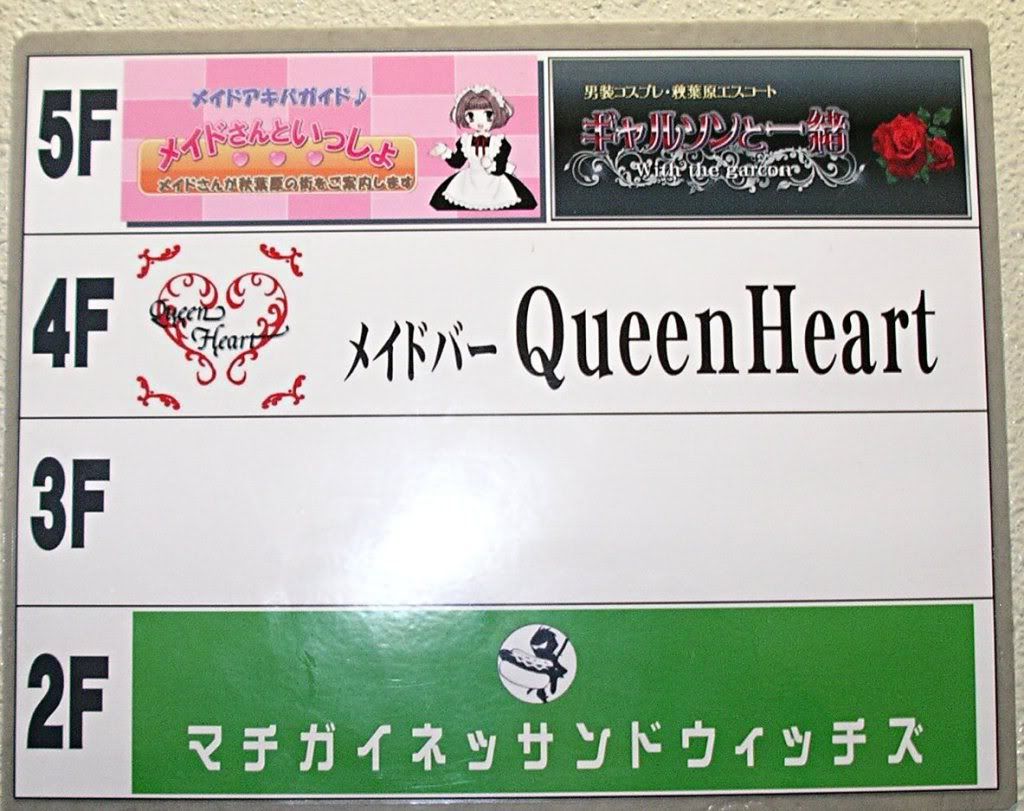 5F
メイドアキバガイド♪
メイドさんといっしょ
メイドさんが秋葉原の街をご案内します
男装コスプレ・秋葉原エスコート
ギャルソンと一緒
With the garcon
4F
Queen
Heart
メイドバー QueenHeart
3F
2F
マチガイネッサンドウィッチズ